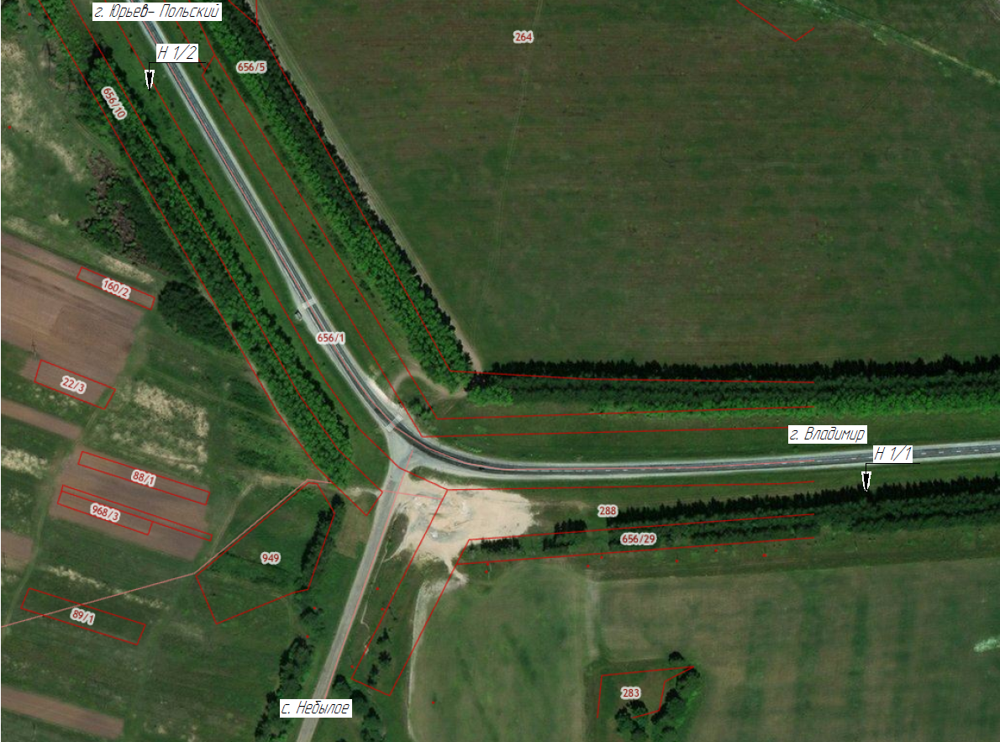 г. Юрьев- Польский
264
Н 1/2
656/5
656/10
160/2
656/1
22/3
г. Владимир
Н 1/1
88/1
968/3
288
656/29
949
89/1
283
с. Небылое